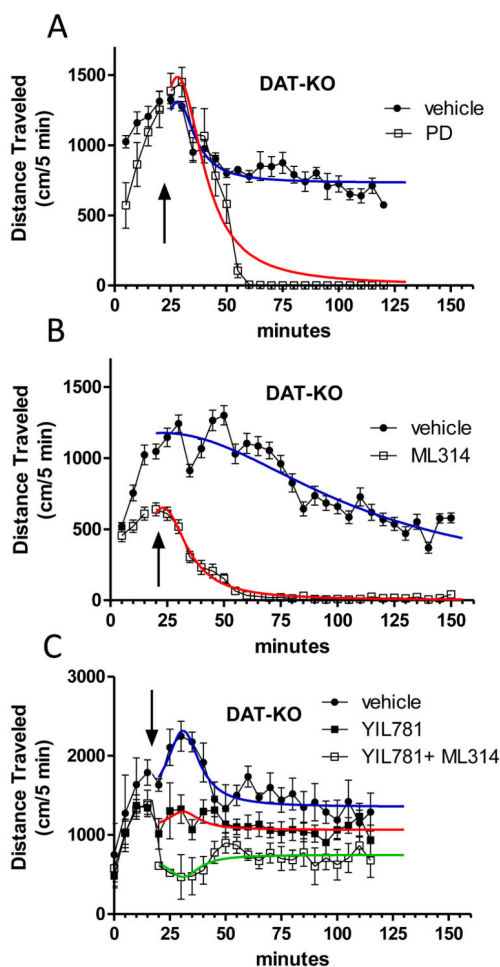 A
DAT-KO
vehicle
PD
Distance Traveled
(cm/5 min)
1500
1000
500
0
0 25 50 75 100 125 150
minutes
B
DAT-KO
vehicle
ML314
Distance Traveled
(cm/5 min)
1500
1000
500
0
0 25 50 75 100 125 150
minutes
C
DAT-KO
vehicle
YIL781
YIL781+ ML314
Distance Traveled
(cm/5 min)
3000
2000
1000
0
0 25 50 75 100 125 150
minutes